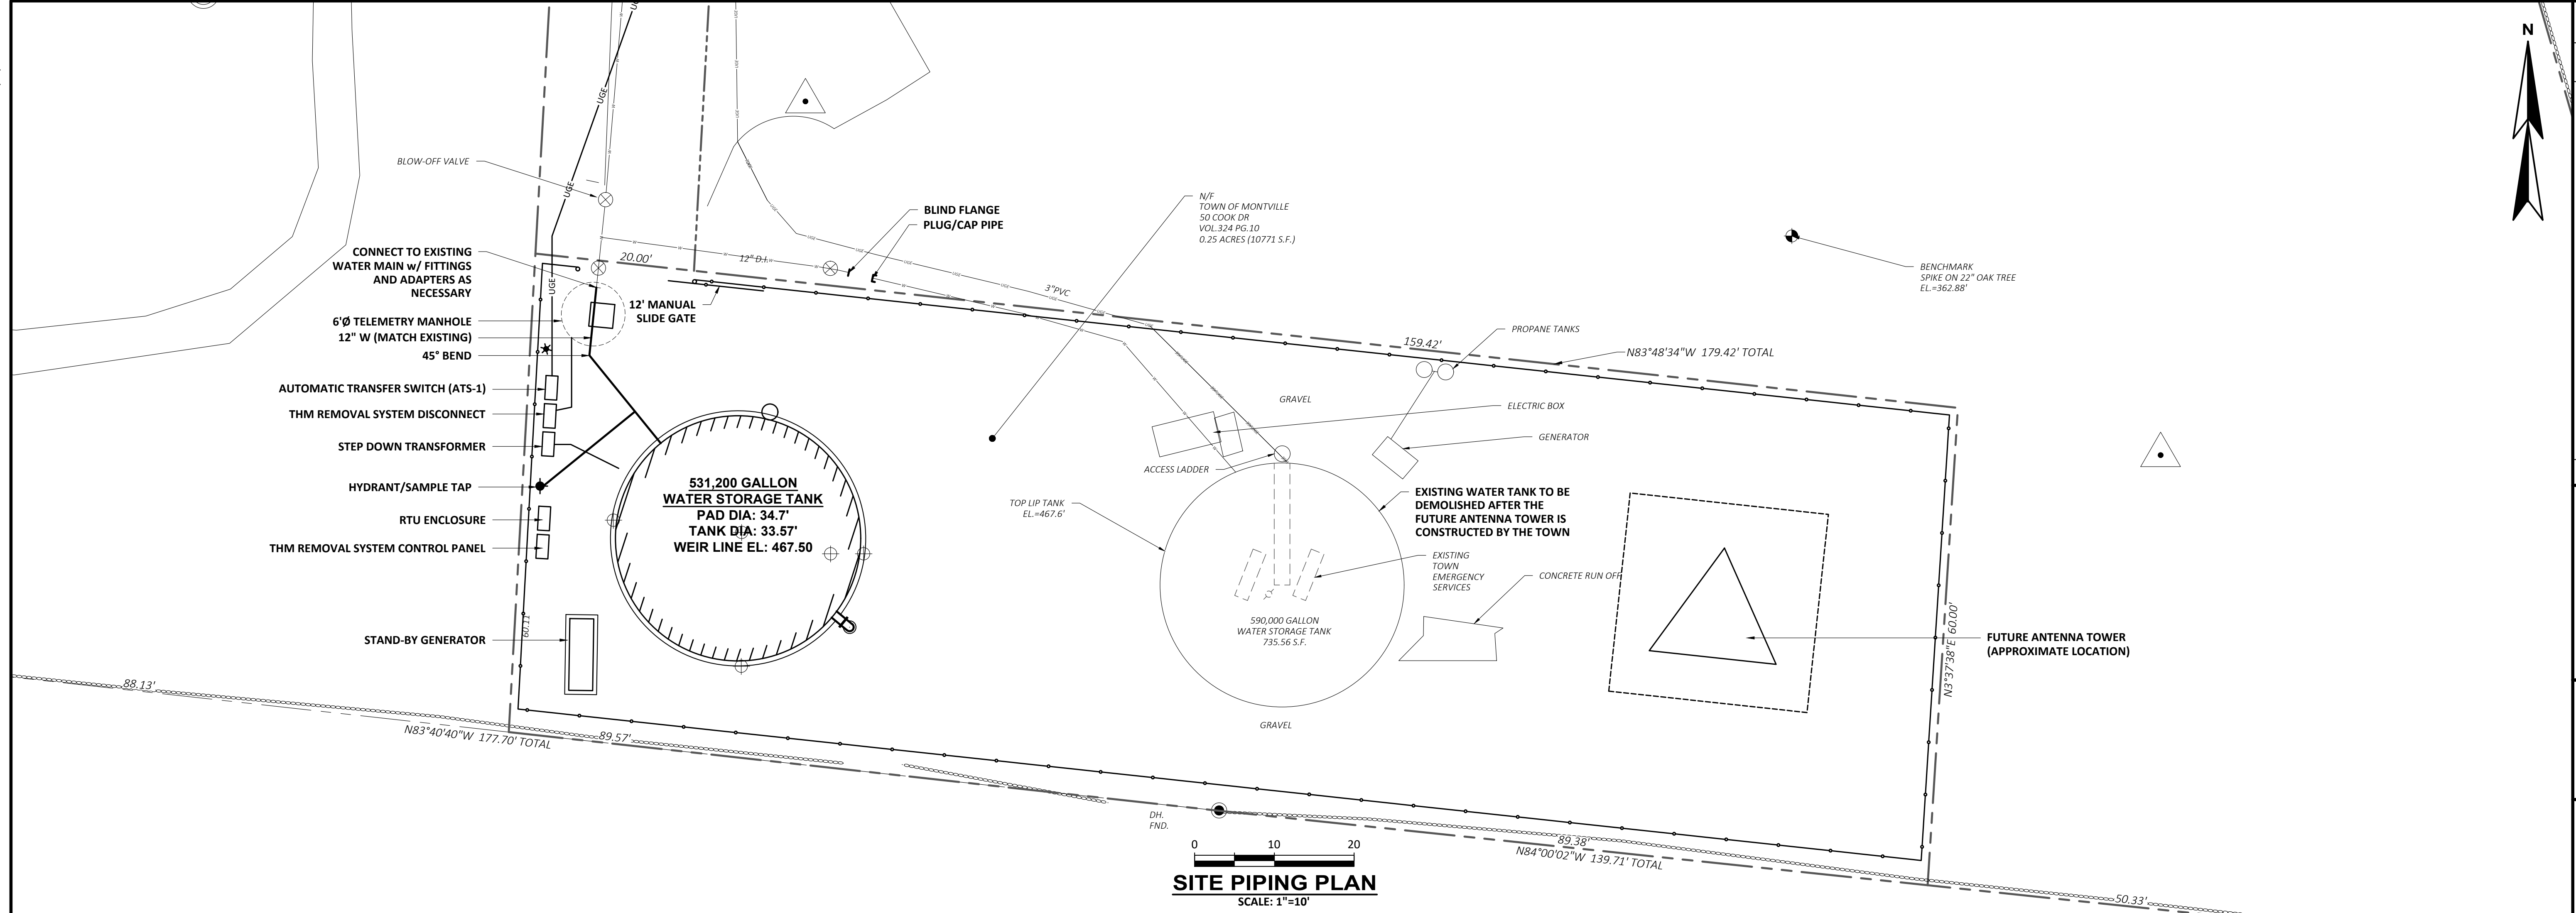 N
UGE
UGE
UGE
UGE
BLOW-OFF VALVE
CONNECT TO EXISTING
WATER MAIN w/ FITTINGS
AND ADAPTERS AS
NECESSARY
6'Ø TELEMETRY MANHOLE
12" W (MATCH EXISTING)
45° BEND
AUTOMATIC TRANSFER SWITCH (ATS-1)
THM REMOVAL SYSTEM DISCONNECT
STEP DOWN TRANSFORMER
HYDRANT/SAMPLE TAP
RTU ENCLOSURE
THM REMOVAL SYSTEM CONTROL PANEL
STAND-BY GENERATOR
20.00'
12" D.I.
12' MANUAL
SLIDE GATE
BLIND FLANGE
PLUG/CAP PIPE
UGE
3"PVC
N/F
TOWN OF MONTVILLE
50 COOK DR
VOL.324 PG.10
0.25 ACRES (10771 S.F.)
BENCHMARK
SPIKE ON 22" OAK TREE
EL.=362.88'
PROPANE TANKS
159.42'
N83°48'34"W 179.42' TOTAL
GRAVEL
ELECTRIC BOX
GENERATOR
ACCESS LADDER
531,200 GALLON
WATER STORAGE TANK
PAD DIA: 34.7'
TANK DIA: 33.57'
WEIR LINE EL: 467.50
TOP LIP TANK
EL.=467.6'
EXISTING WATER TANK TO BE
DEMOLISHED AFTER THE
FUTURE ANTENNA TOWER IS
CONSTRUCTED BY THE TOWN
EXISTING
TOWN
EMERGENCY
SERVICES
CONCRETE RUN OFF
590,000 GALLON
WATER STORAGE TANK
735.56 S.F.
GRAVEL
FUTURE ANTENNA TOWER
(APPROXIMATE LOCATION)
N3°37'38"E 60.00'
60.11'
88.13'
N83°40'40"W 177.70' TOTAL
89.57'
DH.
FND.
89.38'
N84°00'02"W 139.71' TOTAL
50.33'
0 10 20
SITE PIPING PLAN
SCALE: 1"=10'